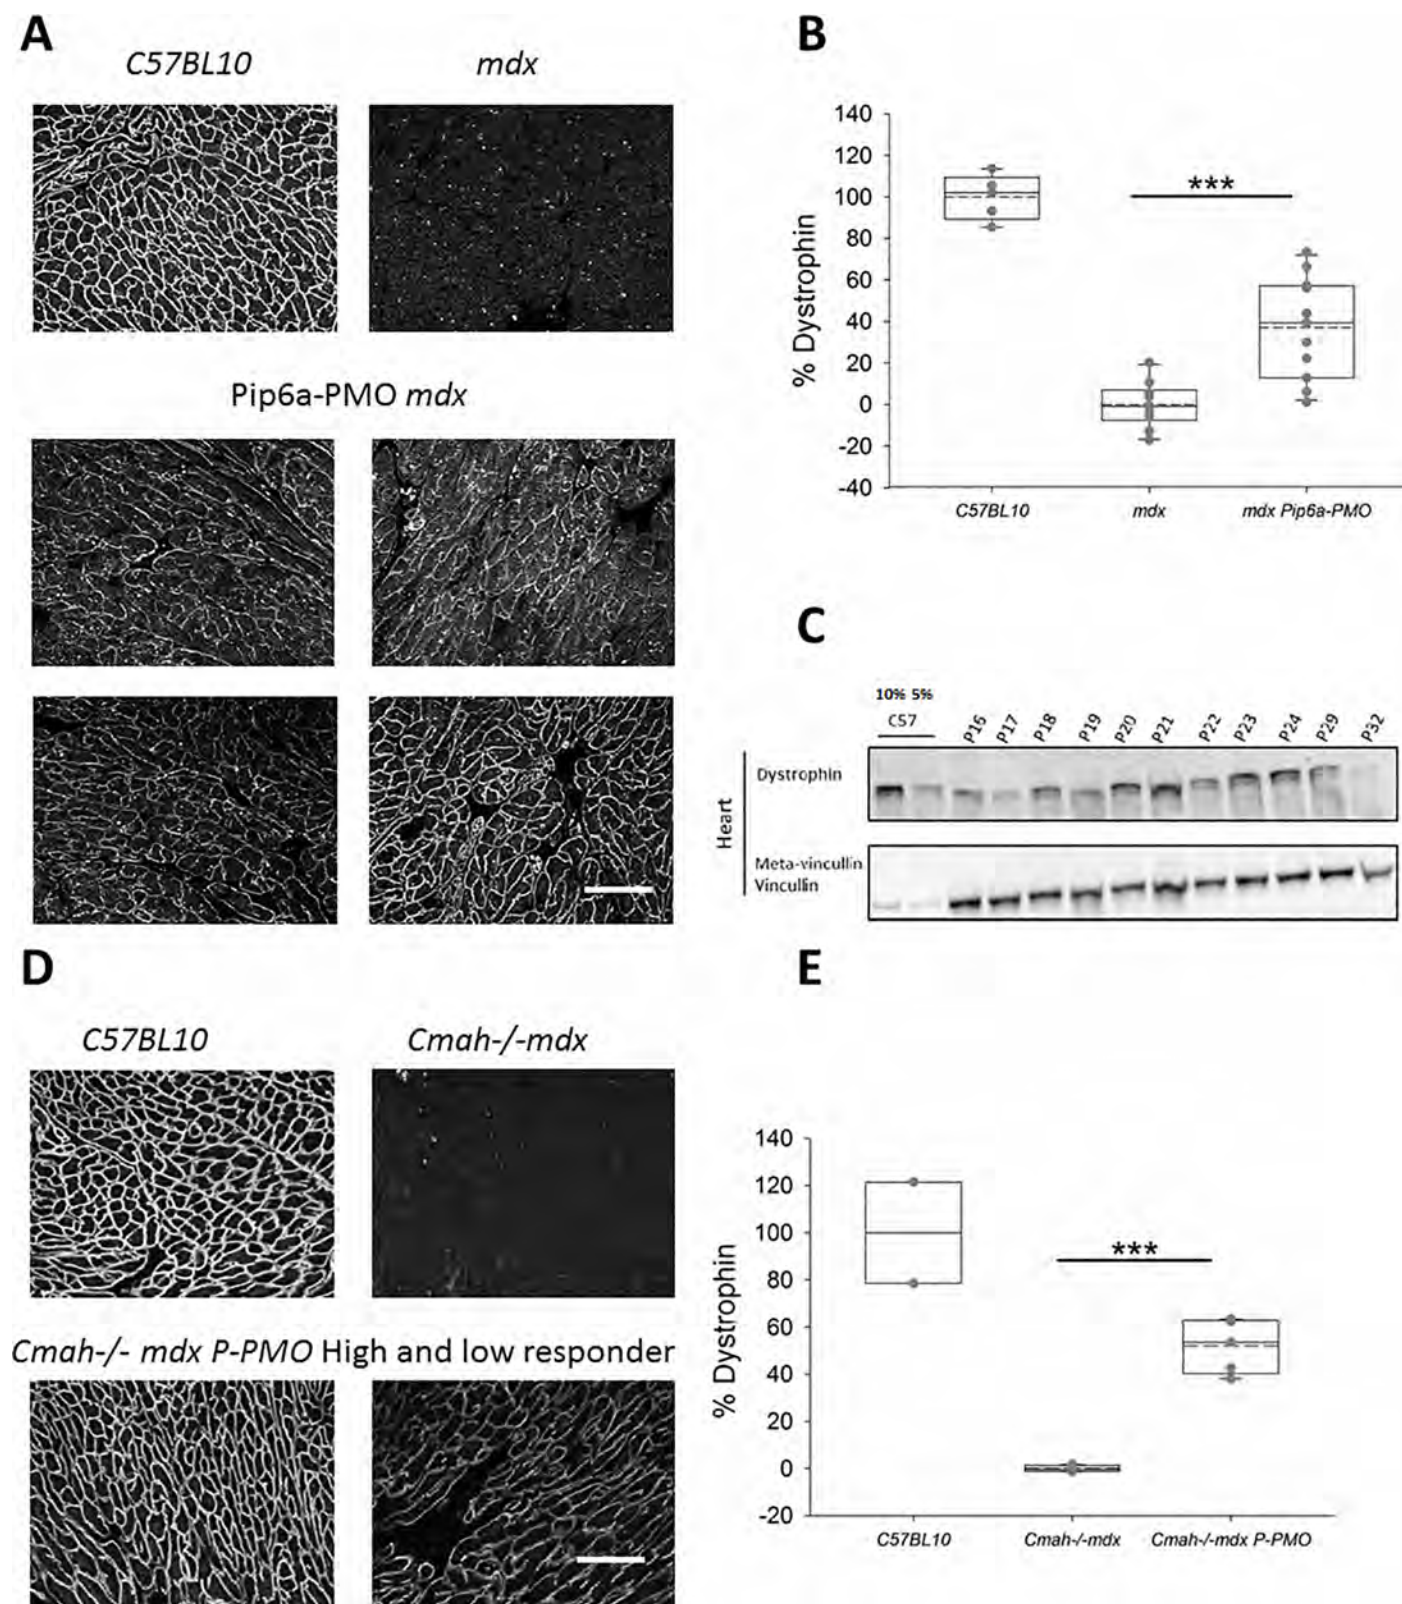 A
C57BL10
mdx
Pip6a-PMO mdx
B
140
120
100
80
60
40
20
0
-20
-40
% Dystrophin
***
C57BL10
mdx
mdx Pip6a-PMO
C
10% 5%
C57
P16
P17
P18
P19
P20
P21
P22
P23
P24
P29
P32
Heart
Dystrophin
Meta-vincullin
Vincullin
D
C57BL10
Cmah-/-mdx
Cmah-/- mdx P-PMO High and low responder
E
140
120
100
80
60
40
20
0
-20
% Dystrophin
***
C57BL10
Cmah-/-mdx
Cmah-/-mdx P-PMO